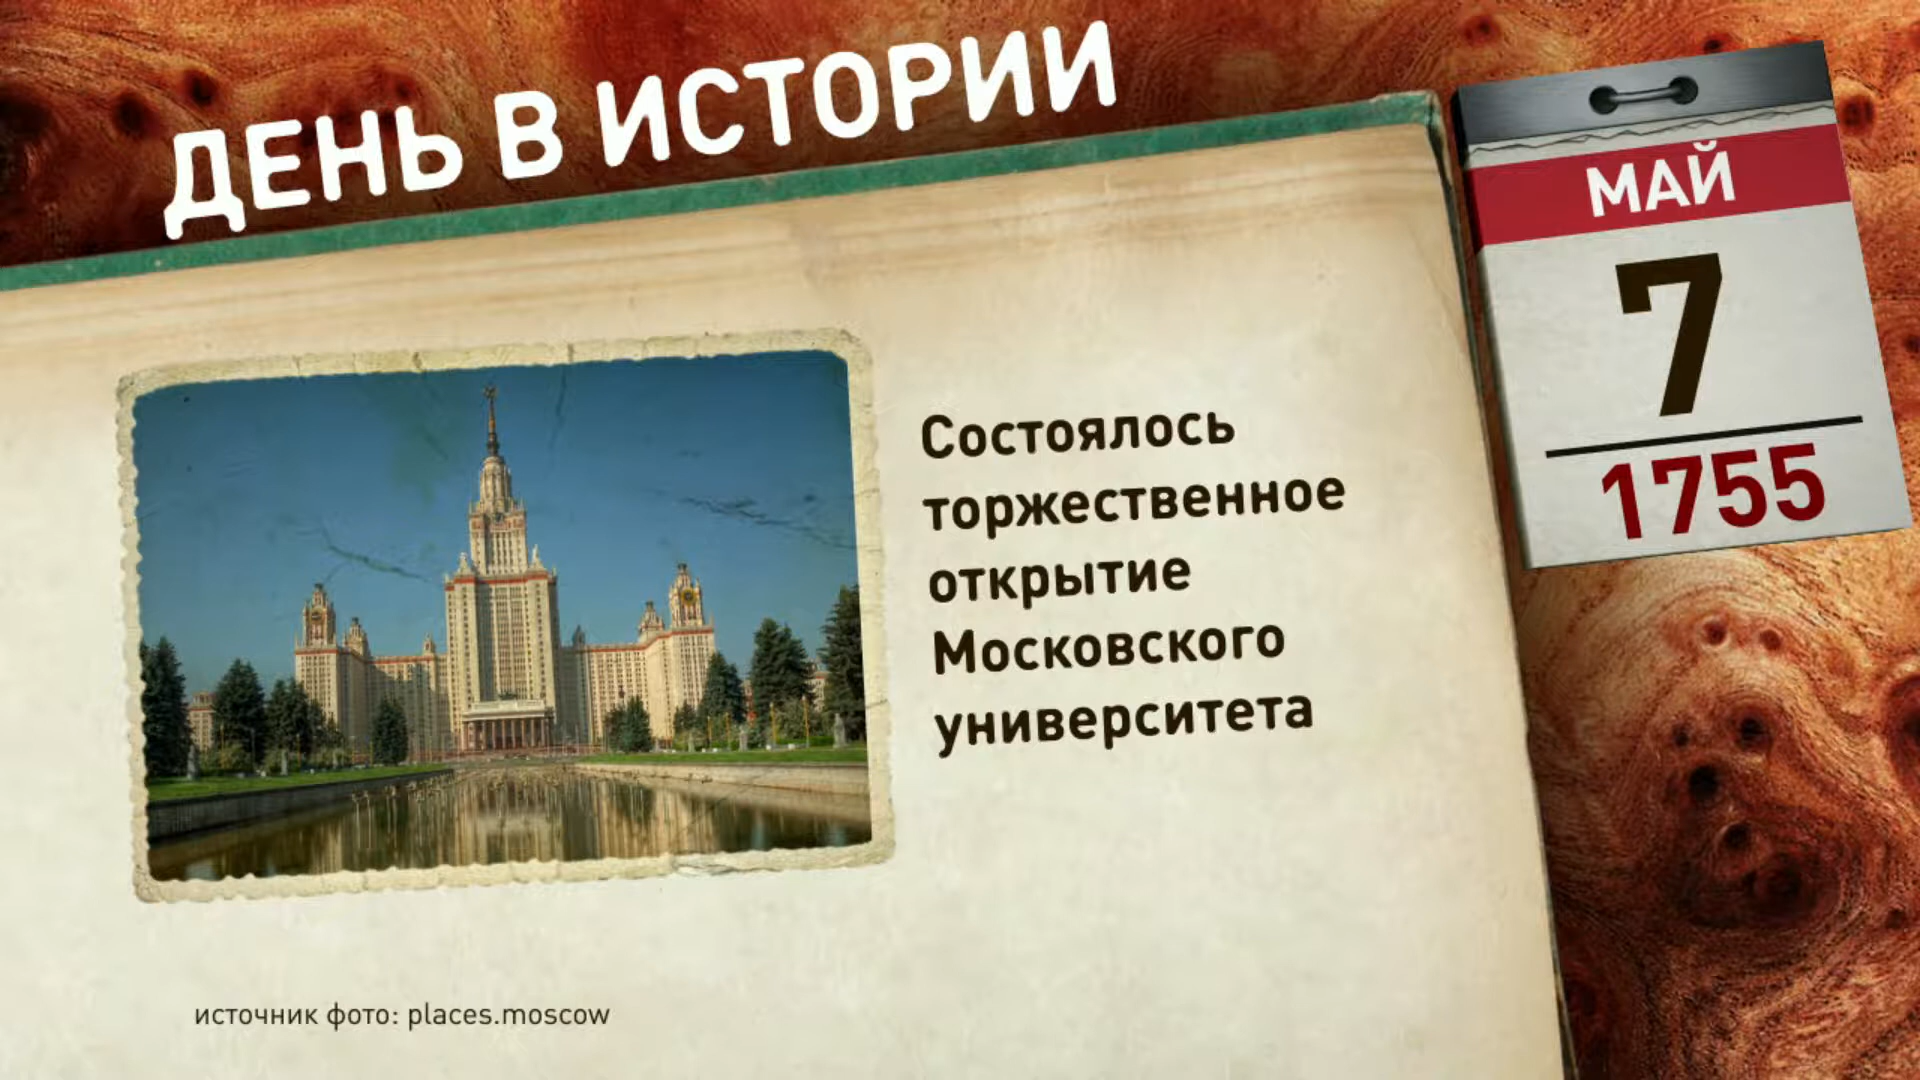 ДЕНЬ В ИСТОРИИ
МАЙ
7
1755
Состоялось
торжественное
открытие
Московского
университета
источник фото: places.moscow